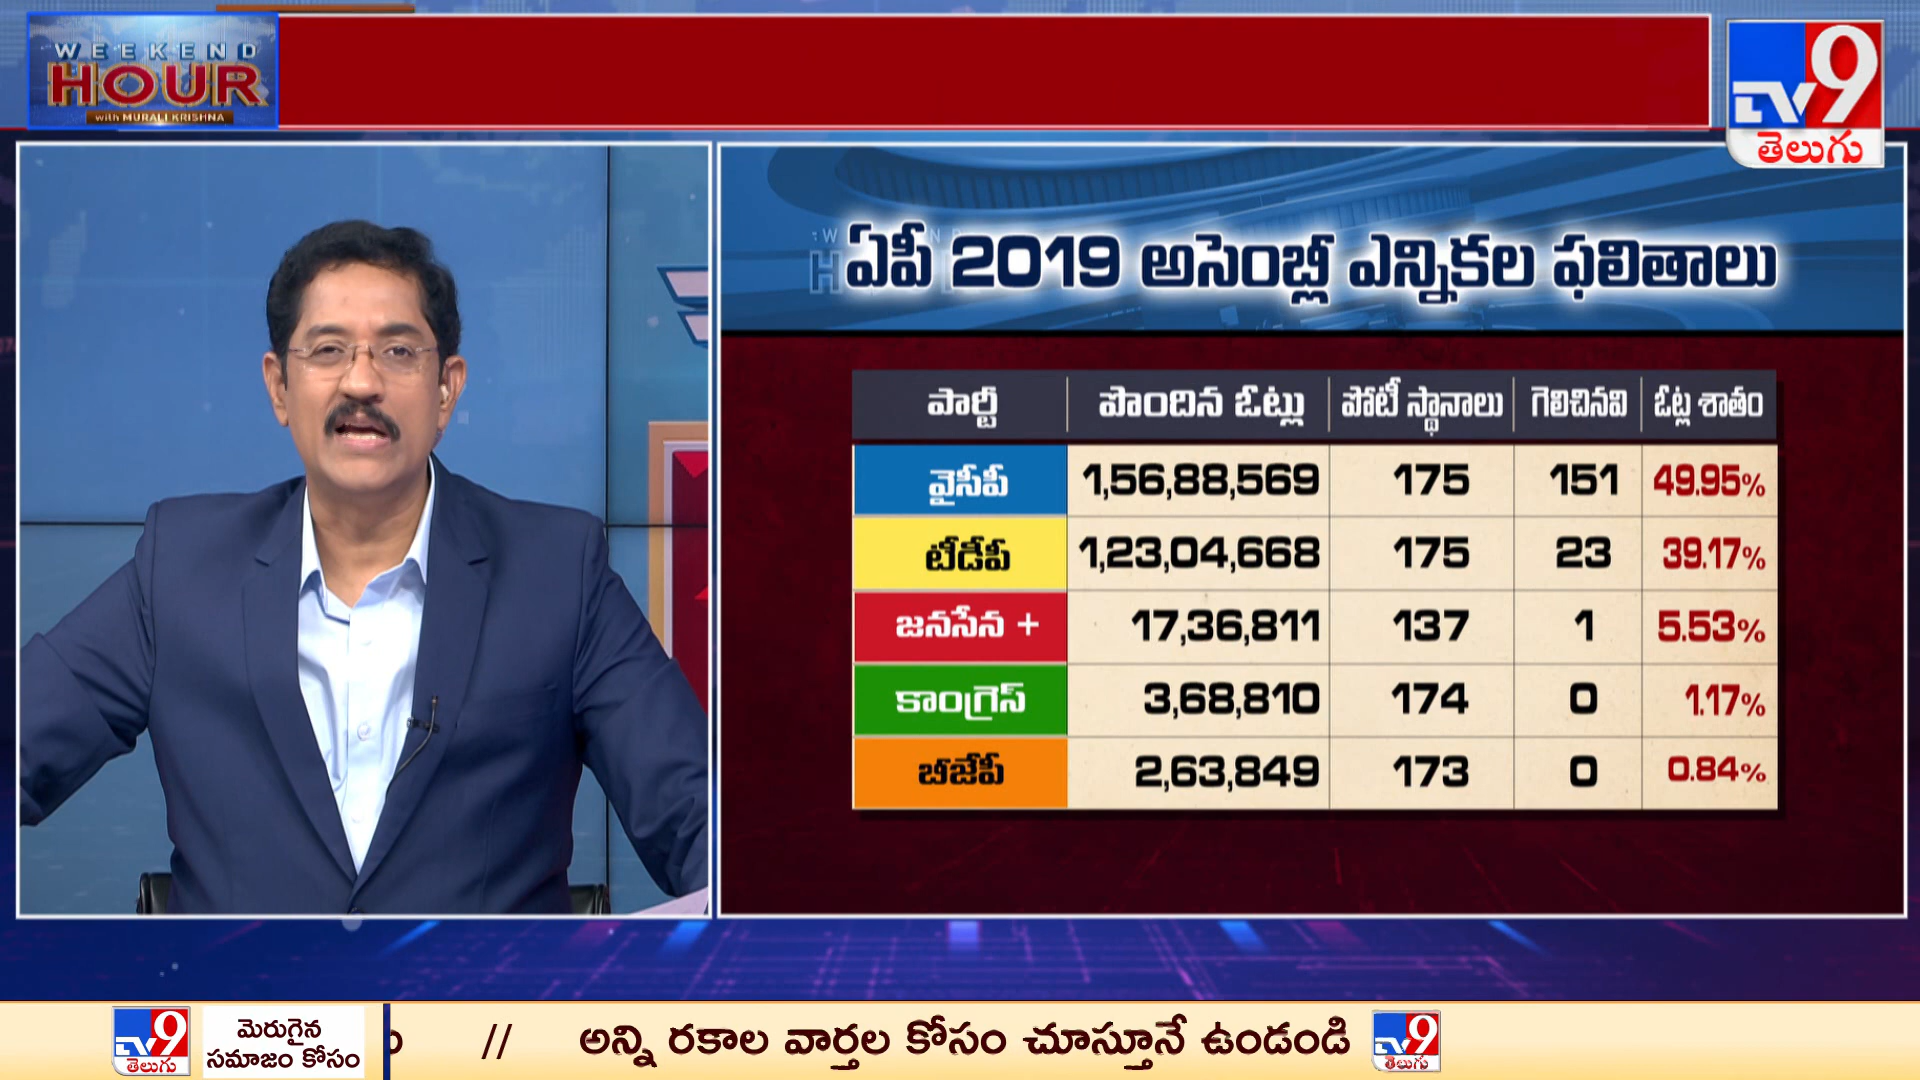 WEEKEND
HOUR
with MURALI KRISHNA
TV9
తెలుగు
ఏపీ 2019 అసెంబ్లీ ఎన్నికల ఫలితాలు
పార్టీ పొందిన ఓట్లు పోటీ స్థానాలు గెలిచినవి ఓట్ల శాతం
వైసీపీ 1,56,88,569 175 151 49.95%
టీడీపీ 1,23,04,668 175 23 39.17%
జనసేన + 17,36,811 137 1 5.53%
కాంగ్రెస్ 3,68,810 174 0 1.17%
బీజేపీ 2,63,849 173 0 0.84%
TV9
తెలుగు
మెరుగైన
సమాజం కోసం
// అన్ని రకాల వార్తల కోసం చూస్తూనే ఉండండి
TV9
తెలుగు